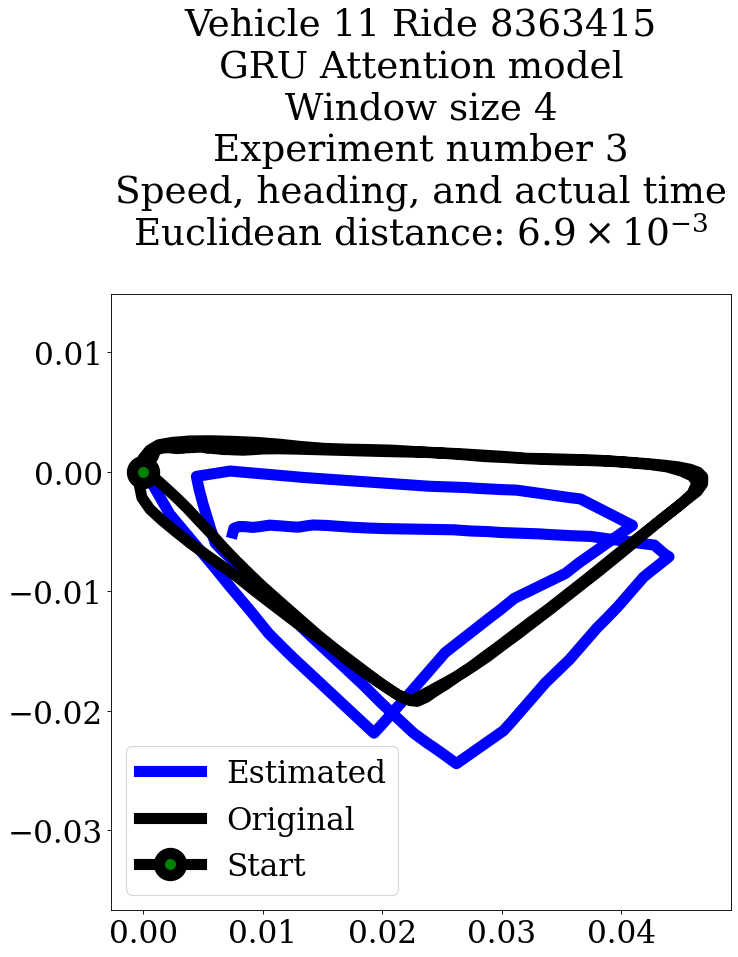 Vehicle 11 Ride 8363415
GRU Attention model
Window size 4
Experiment number 3
Speed, heading, and actual time
Euclidean distance: 6.9 × 10⁻³
0.01
0.00
−0.01
−0.02
−0.03
Estimated
Original
Start
0.00 0.01 0.02 0.03 0.04